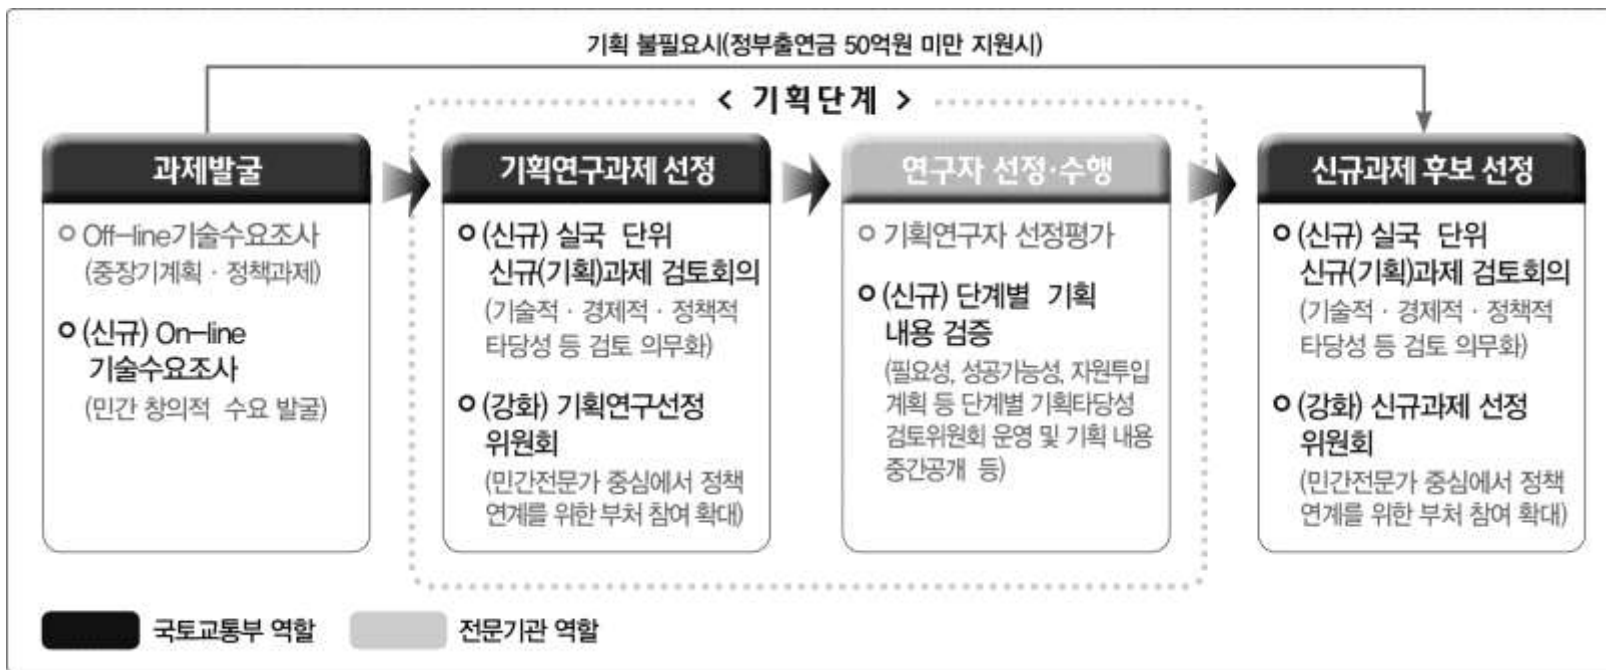 기획 불필요시(정부출연금 50억원 미만 지원시)
< 기획단계 >
과제발굴
Off-line기술수요조사
(중장기계획 · 정책과제)
(신규) On-line
기술수요조사
(민간 창의적 수요 발굴)
기획연구과제 선정
(신규) 실국 단위
신규(기획)과제 검토회의
(기술적 · 경제적 · 정책적
타당성 등 검토 의무화)
(강화) 기획연구선정
위원회
(민간전문가 중심에서 정책
연계를 위한 부처 참여 확대)
연구자 선정·수행
기획연구자 선정평가
(신규) 단계별 기획
내용 검증
(필요성, 성공가능성, 자원투입
계획 등 단계별 기획타당성
검토위원회 운영 및 기획 내용
중간공개 등)
신규과제 후보 선정
(신규) 실국 단위
신규(기획)과제 검토회의
(기술적 · 경제적 · 정책적
타당성 등 검토 의무화)
(강화) 신규과제 선정
위원회
(민간전문가 중심에서 정책
연계를 위한 부처 참여 확대)
국토교통부 역할
전문기관 역할